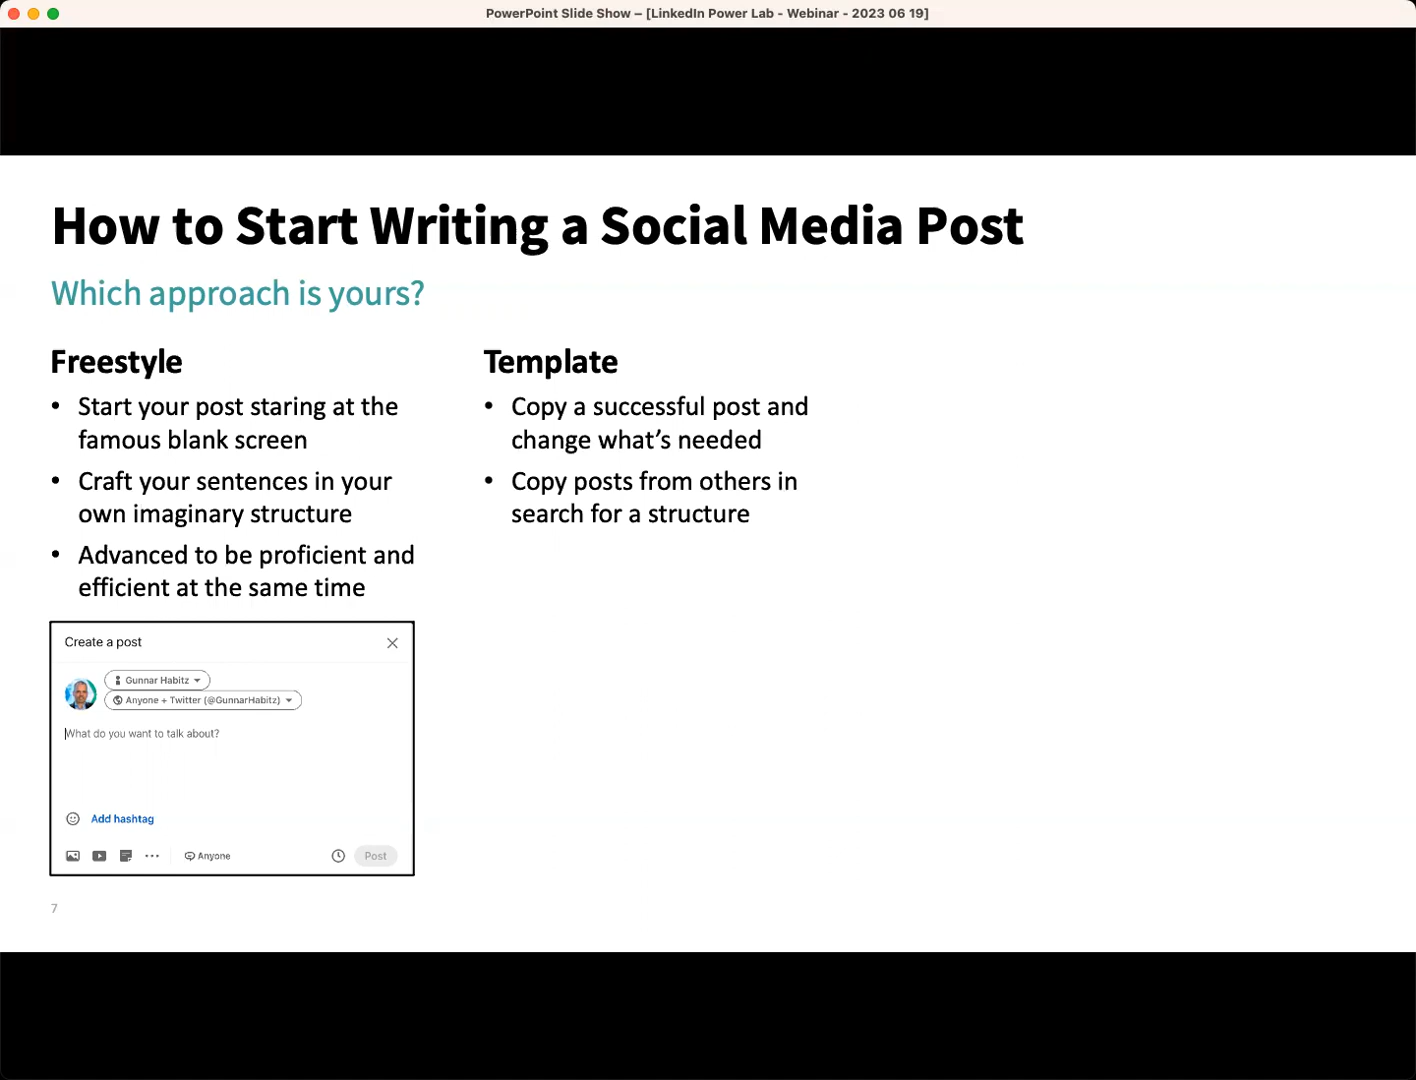 PowerPoint Slide Show – [LinkedIn Power Lab - Webinar - 2023 06 19]
How to Start Writing a Social Media Post
Which approach is yours?
Freestyle
• Start your post staring at the
famous blank screen
• Craft your sentences in your
own imaginary structure
• Advanced to be proficient and
efficient at the same time
Template
• Copy a successful post and
change what’s needed
• Copy posts from others in
search for a structure
Create a post
Gunnar Habitz
Anyone + Twitter (@GunnarHabitz)
What do you want to talk about?
Add hashtag
Anyone
Post
7